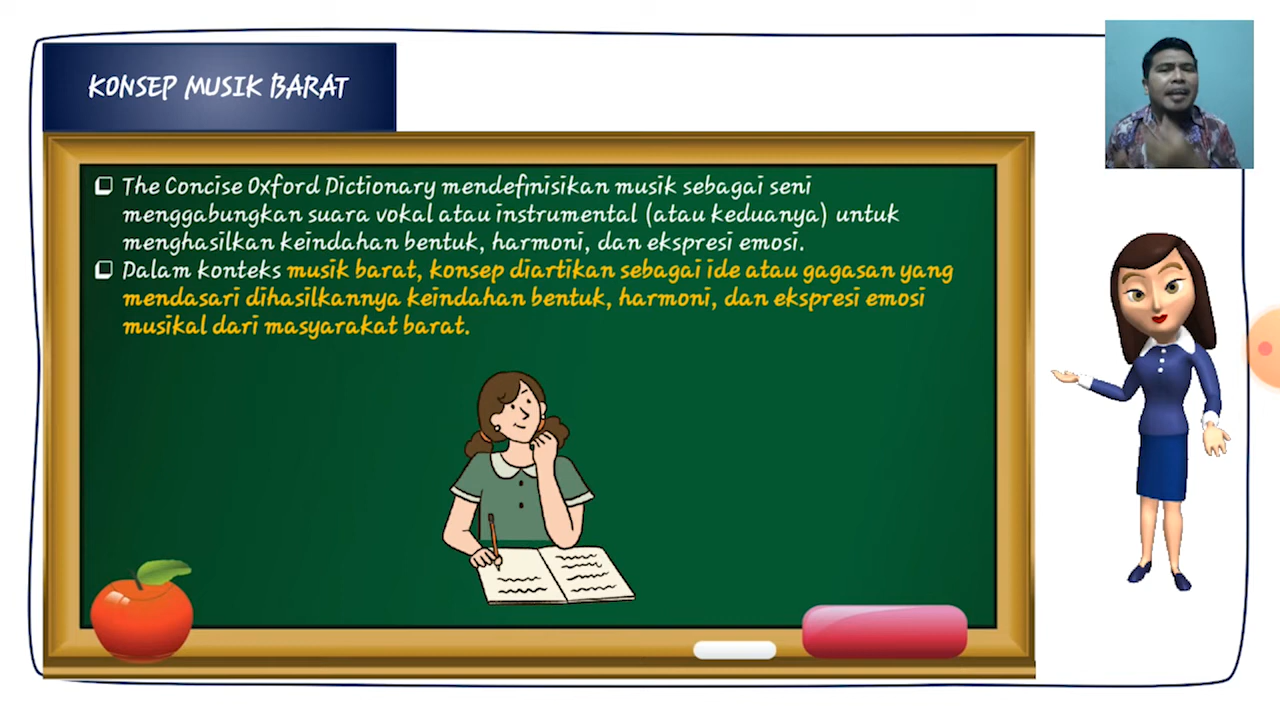 KONSEP MUSIK BARAT
❑ The Concise Oxford Dictionary mendefinisikan musik sebagai seni
menggabungkan suara vokal atau instrumental (atau keduanya) untuk
menghasilkan keindahan bentuk, harmoni, dan ekspresi emosi.
❑ Dalam konteks musik barat, konsep diartikan sebagai ide atau gagasan yang
mendasari dihasilkannya keindahan bentuk, harmoni, dan ekspresi emosi
musikal dari masyarakat barat.